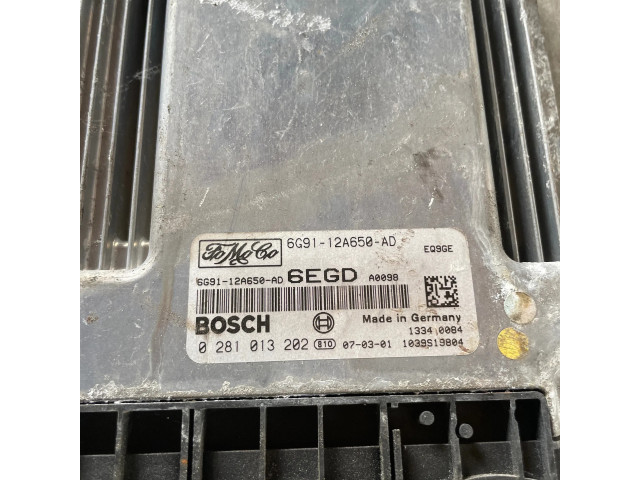 FoMoCo 6G91-12A650-AD EQ9GE
6G91-12A650-AD 6EGD A0098
BOSCH Made in Germany
1334 0084
0 281 013 202 810 07-03-01 1039S19804